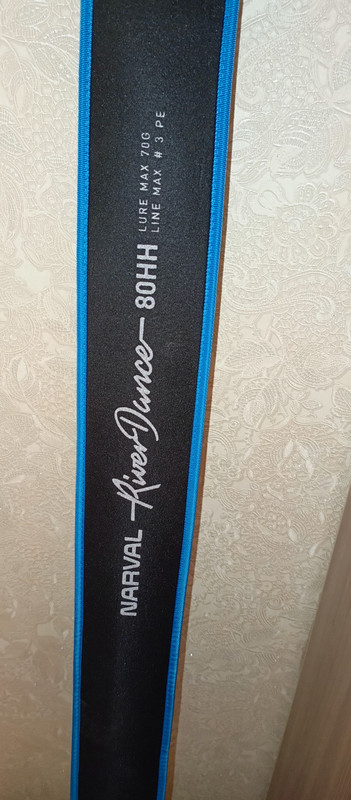 NARVAL RiverDance 80HH
LURE MAX 70G
LINE MAX # 3 PE